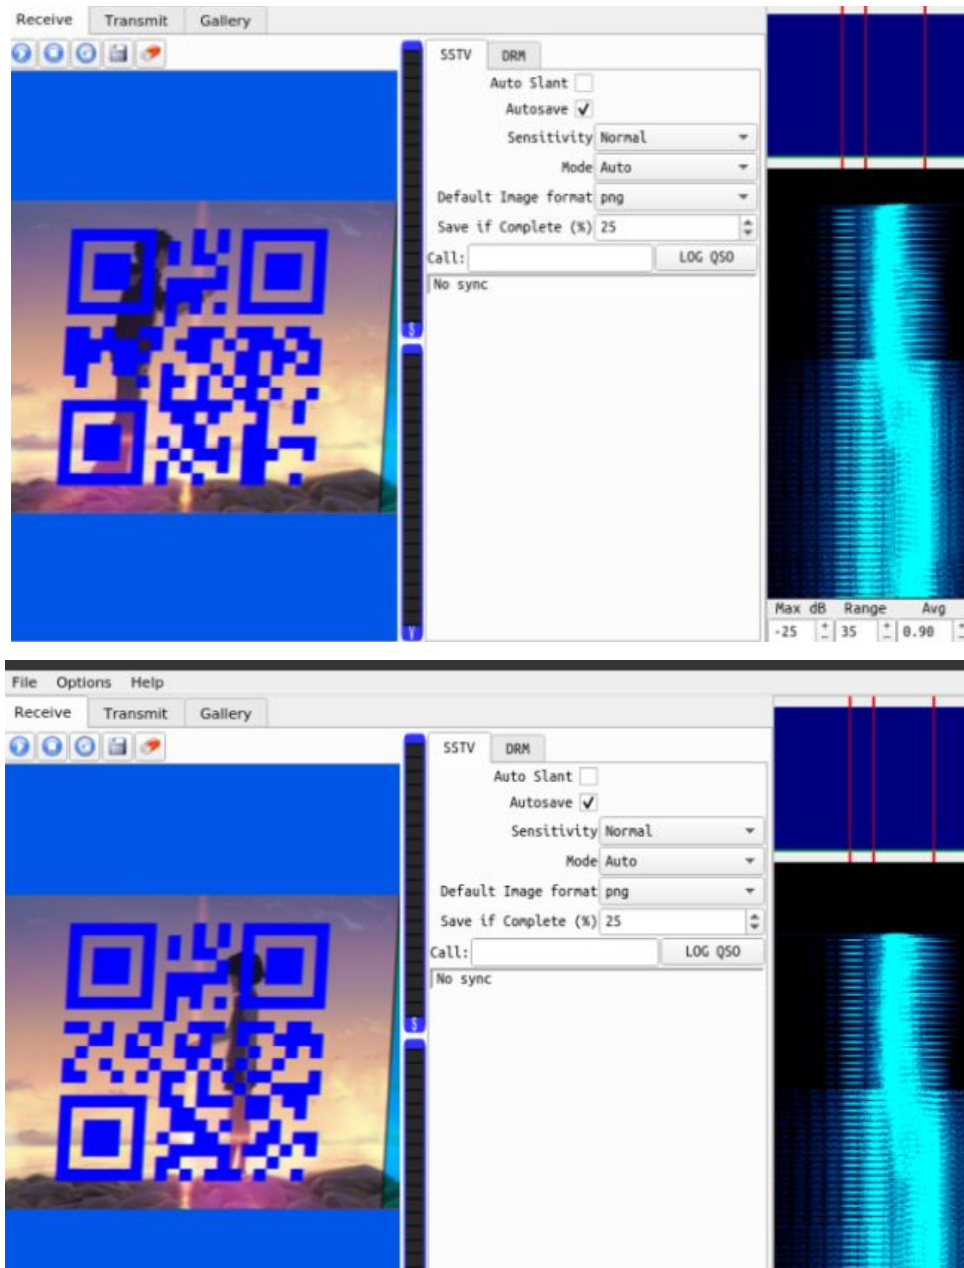 Receive Transmit Gallery
SSTV DRM
Auto Slant
Autosave
Sensitivity Normal
Mode Auto
Default Image format png
Save if Complete (%) 25
Call: LOG QSO
No sync
S
V
Max dB Range Avg
-25 35 0.90
File Options Help
Receive Transmit Gallery
SSTV DRM
Auto Slant
Autosave
Sensitivity Normal
Mode Auto
Default Image format png
Save if Complete (%) 25
Call: LOG QSO
No sync
S